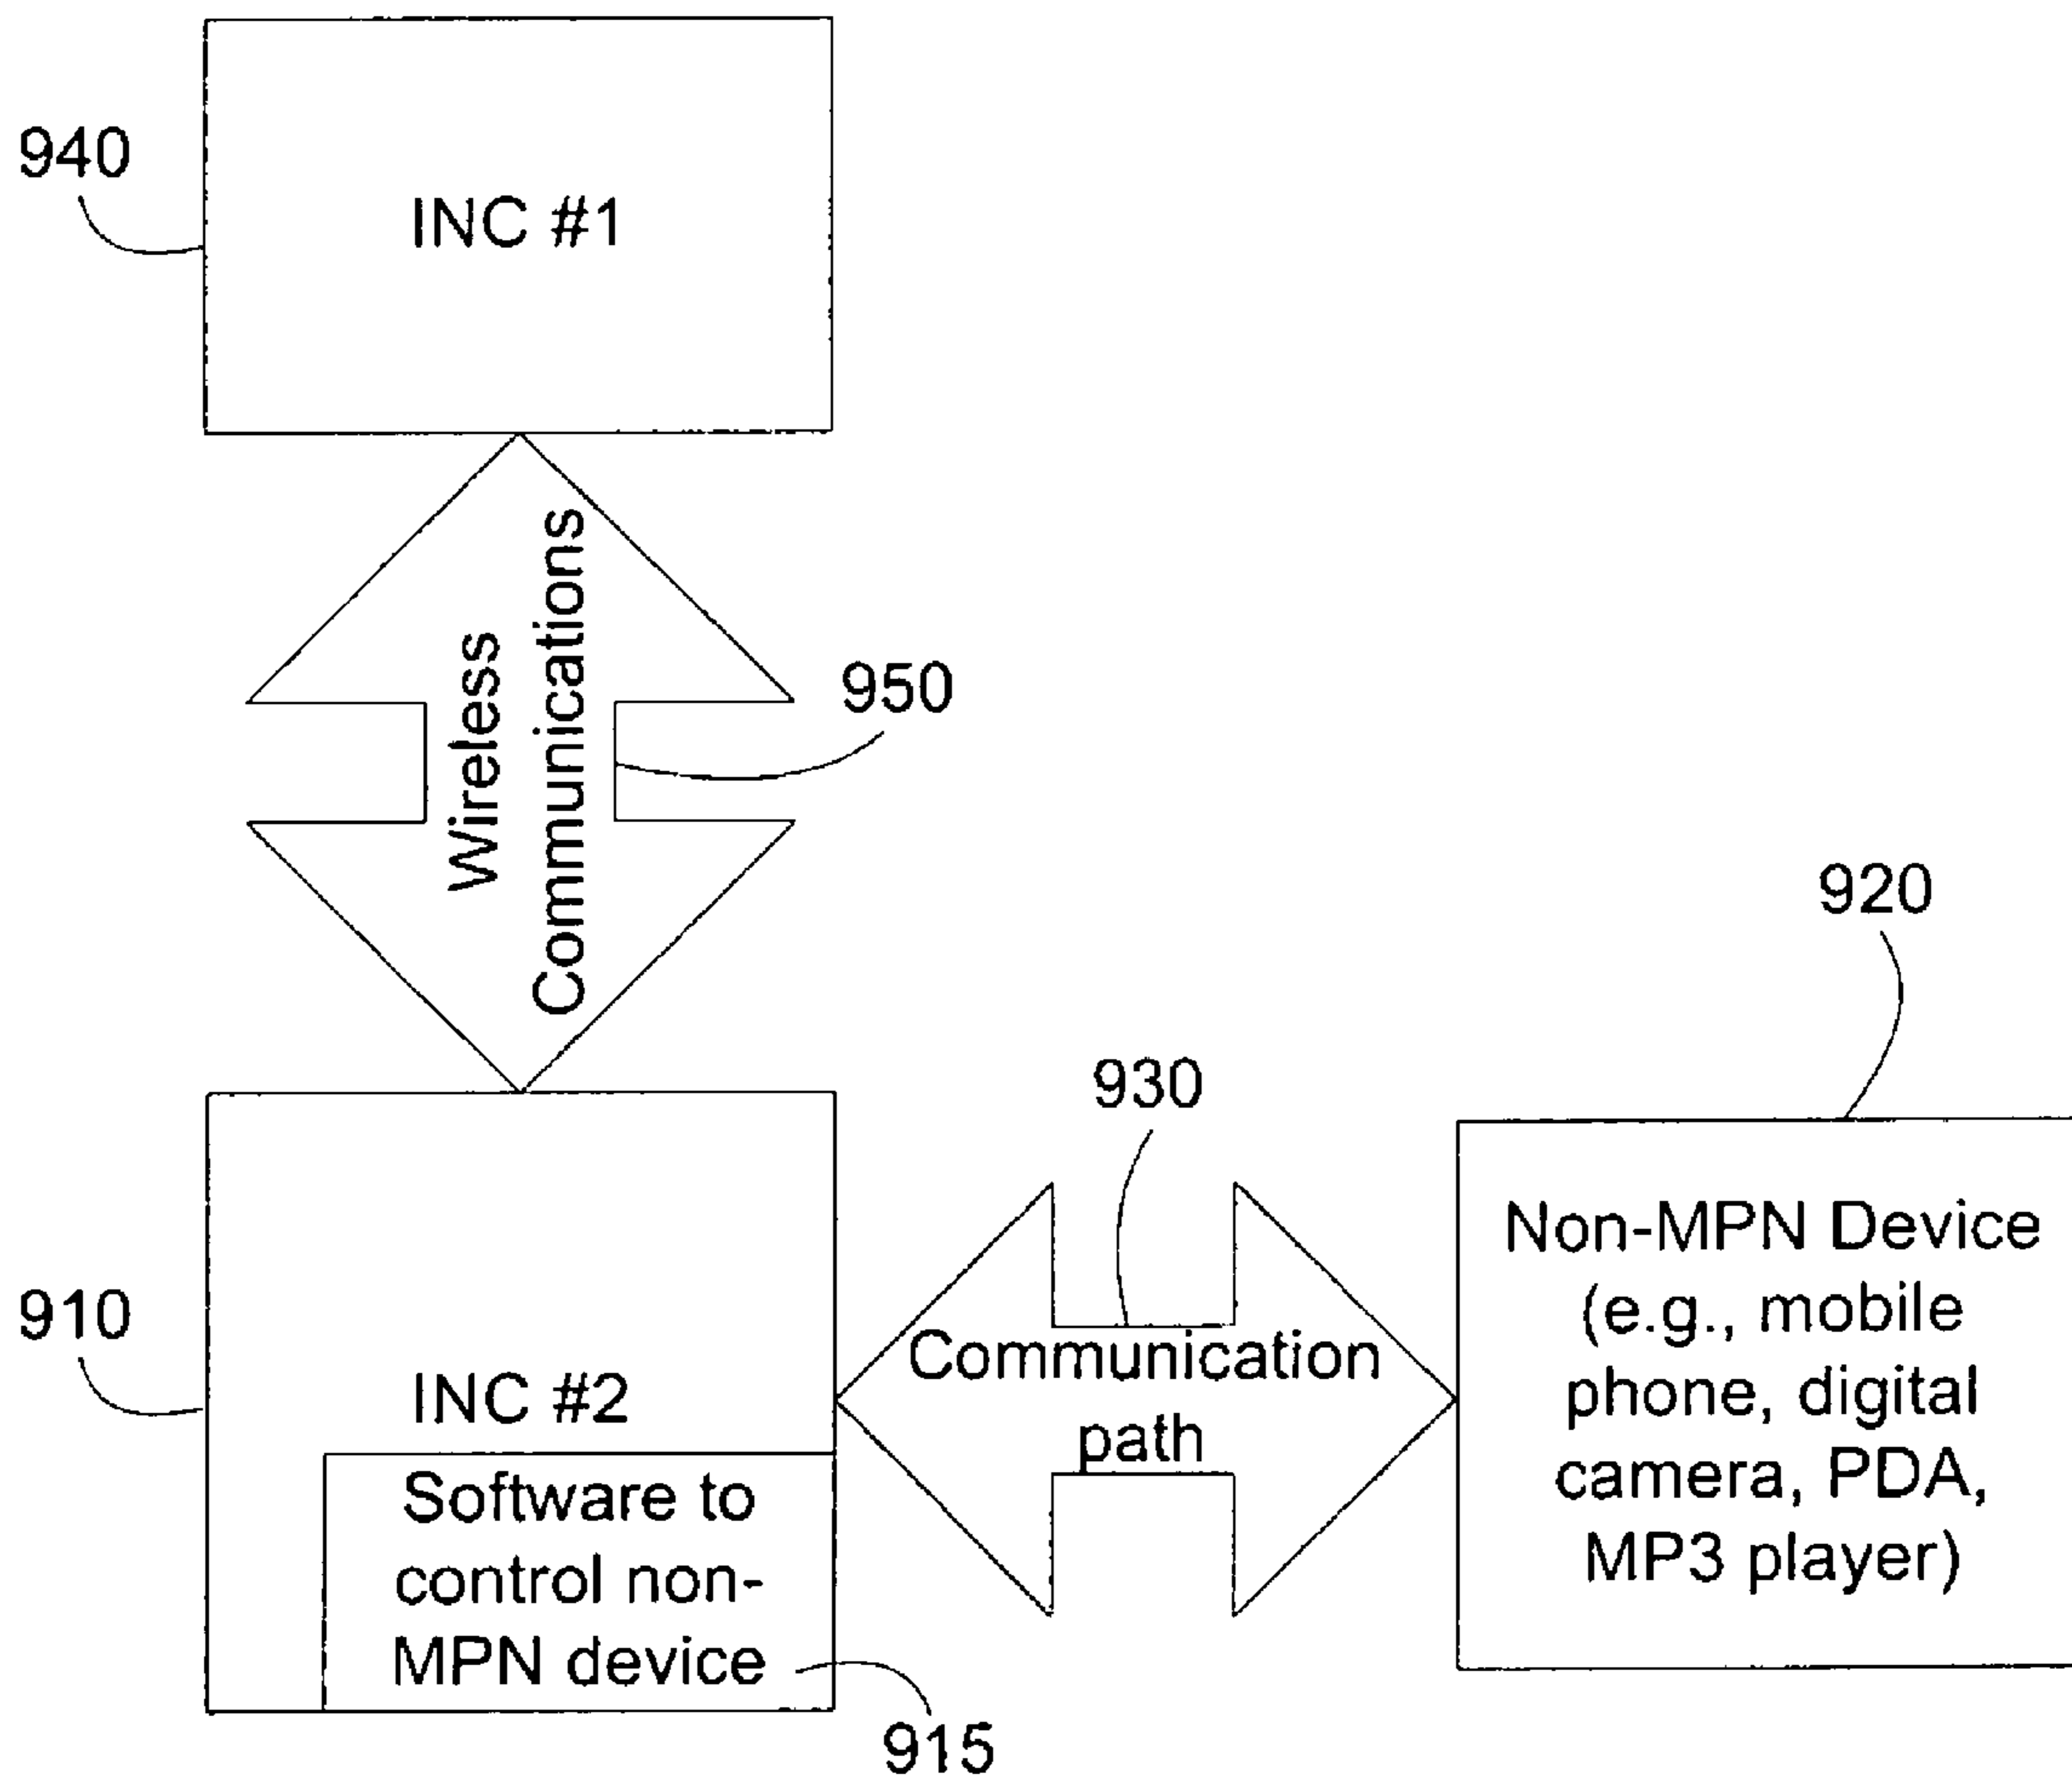 940
INC #1
Wireless
Communications
950
920
930
910
INC #2
Software to
control non-
MPN device
915
Communication
path
Non-MPN Device
(e.g., mobile
phone, digital
camera, PDA,
MP3 player)